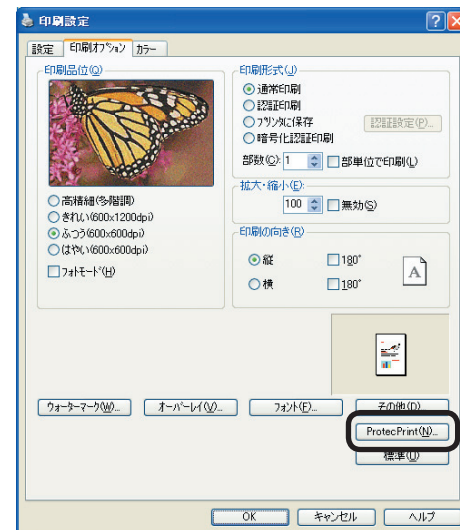 印刷設定
設定 印刷オプション カラー
印刷品位(Q)
高精細(多階調)
きれい(600x1200dpi)
ふつう(600x600dpi)
はやい(600x600dpi)
フォトモード(H)
印刷形式(J)
通常印刷
認証印刷
プリンタに保存 認証設定(P)...
暗号化認証印刷
部数(C): 1 部単位で印刷(L)
拡大・縮小(E):
100 無効(S)
印刷の向き(R)
縦 180°
横 180°
A
ウォーターマーク(W)... オーバーレイ(V)... フォント(F)... その他(D)
ProtecPrint(N)...
標準(U)
OK キャンセル ヘルプ